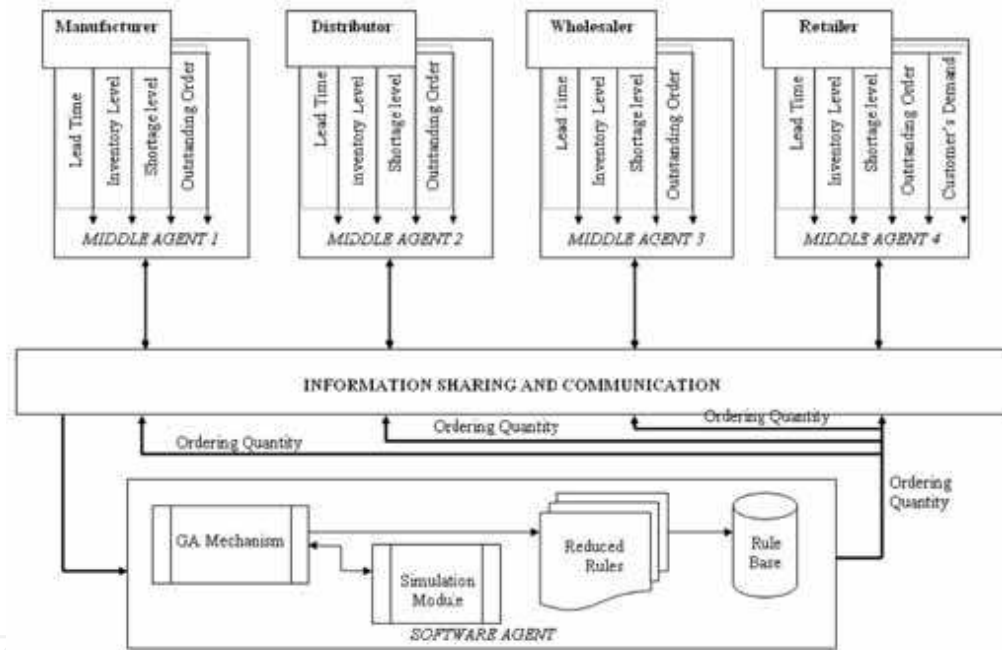 Manufacturer
Lead Time
Inventory Level
Shortage level
Outstanding Order
MIDDLE AGENT 1
Distributor
Lead Time
Inventory Level
Shortage level
Outstanding Order
MIDDLE AGENT 2
Wholesaler
Lead Time
Inventory Level
Shortage level
Outstanding Order
MIDDLE AGENT 3
Retailer
Lead Time
Inventory Level
Shortage level
Outstanding Order
Customer's Demand
MIDDLE AGENT 4
INFORMATION SHARING AND COMMUNICATION
Ordering Quantity
Ordering Quantity
Ordering Quantity
Ordering
Quantity
GA Mechanism
Simulation
Module
Reduced
Rules
Rule
Base
SOFTWARE AGENT